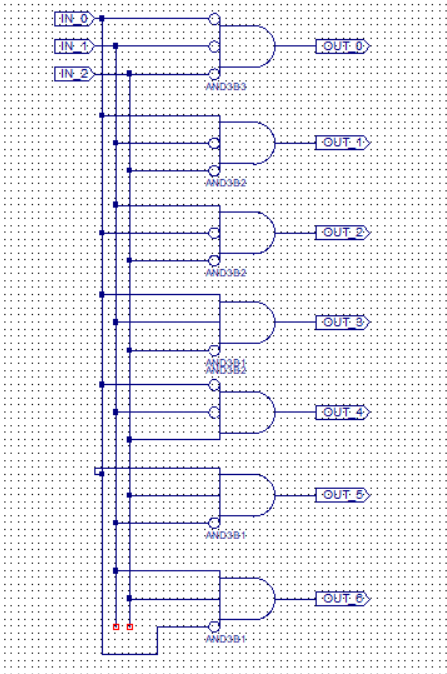 IN_0
IN_1
OUT_0
IN_2
AND3B3
OUT_1
AND3B2
OUT_2
AND3B2
OUT_3
AND3B1
AND3B2
OUT_4
OUT_5
AND3B1
OUT_6
AND3B1